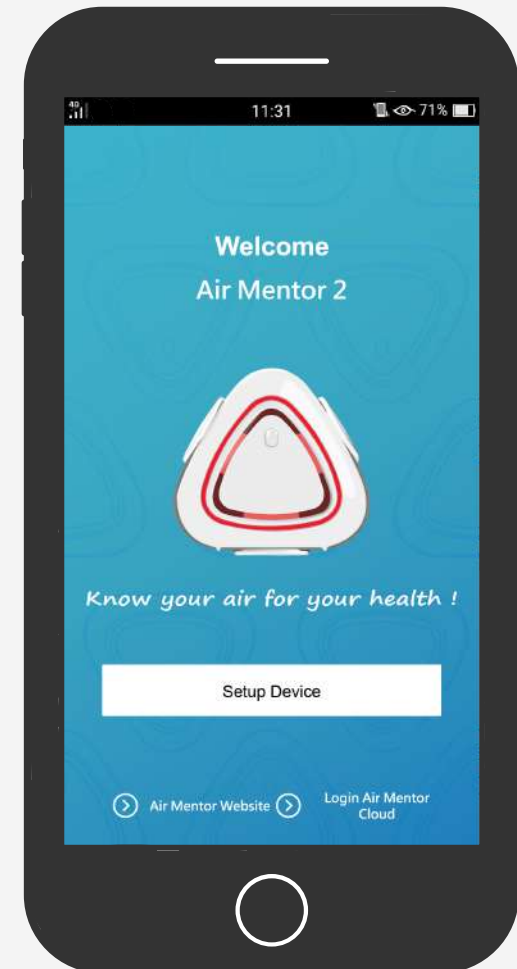 4G
11:31
71%
Welcome
Air Mentor 2
Know your air for your health !
Setup Device
Air Mentor Website
Login Air Mentor
Cloud